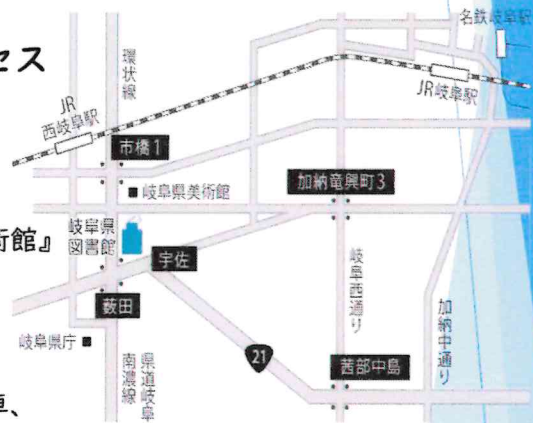 セス
名鉄岐阜駅
環状線
JR
西岐阜駅
JR岐阜駅
市橋1
岐阜県美術館
加納竜興町3
術館』
岐阜県
図書館
宇佐
岐阜西通り
薮田
加納中通り
岐阜県庁
21
茜部中島
県道岐阜
南濃線